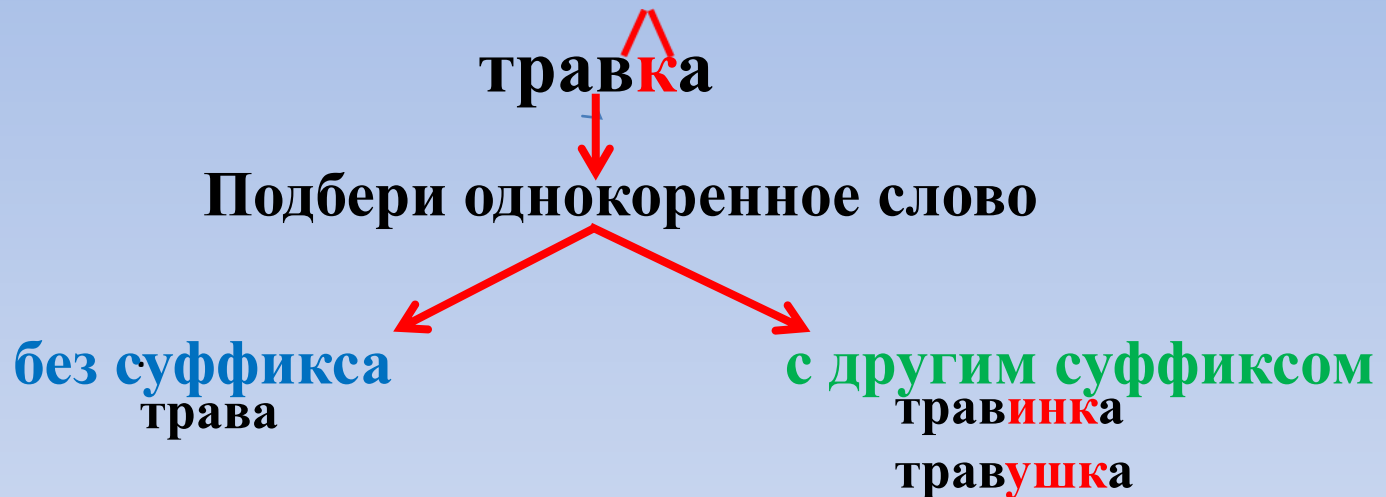 травка
Подбери однокоренное слово
без суффикса
трава
с другим суффиксом
травинка
травушка